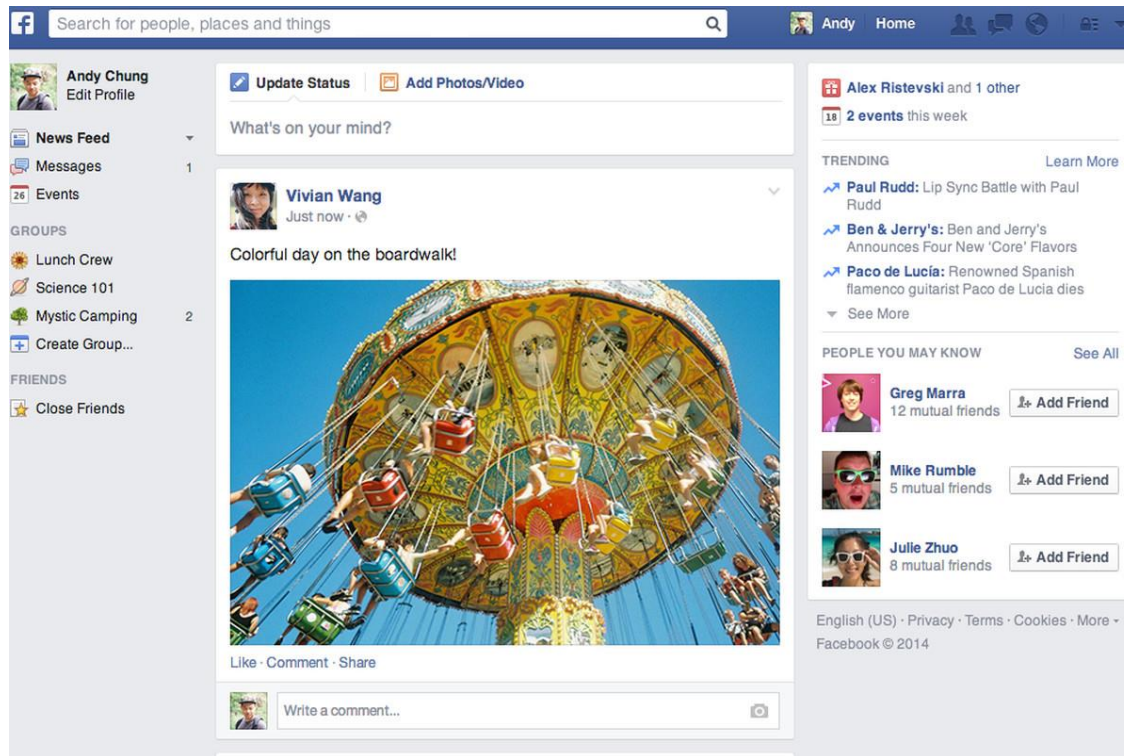 f
Search for people, places and things
Andy
Home
Andy Chung
Edit Profile
News Feed
Messages 1
26 Events
GROUPS
Lunch Crew
Science 101
Mystic Camping 2
Create Group...
FRIENDS
Close Friends
Update Status
Add Photos/Video
What's on your mind?
Vivian Wang
Just now ·
Colorful day on the boardwalk!
Like · Comment · Share
Write a comment...
Alex Ristevski and 1 other
18 2 events this week
TRENDING Learn More
Paul Rudd: Lip Sync Battle with Paul
Rudd
Ben & Jerry's: Ben and Jerry's
Announces Four New 'Core' Flavors
Paco de Lucía: Renowned Spanish
flamenco guitarist Paco de Lucia dies
See More
PEOPLE YOU MAY KNOW See All
Greg Marra
12 mutual friends
Add Friend
Mike Rumble
5 mutual friends
Add Friend
Julie Zhuo
8 mutual friends
Add Friend
English (US) · Privacy · Terms · Cookies · More
Facebook © 2014